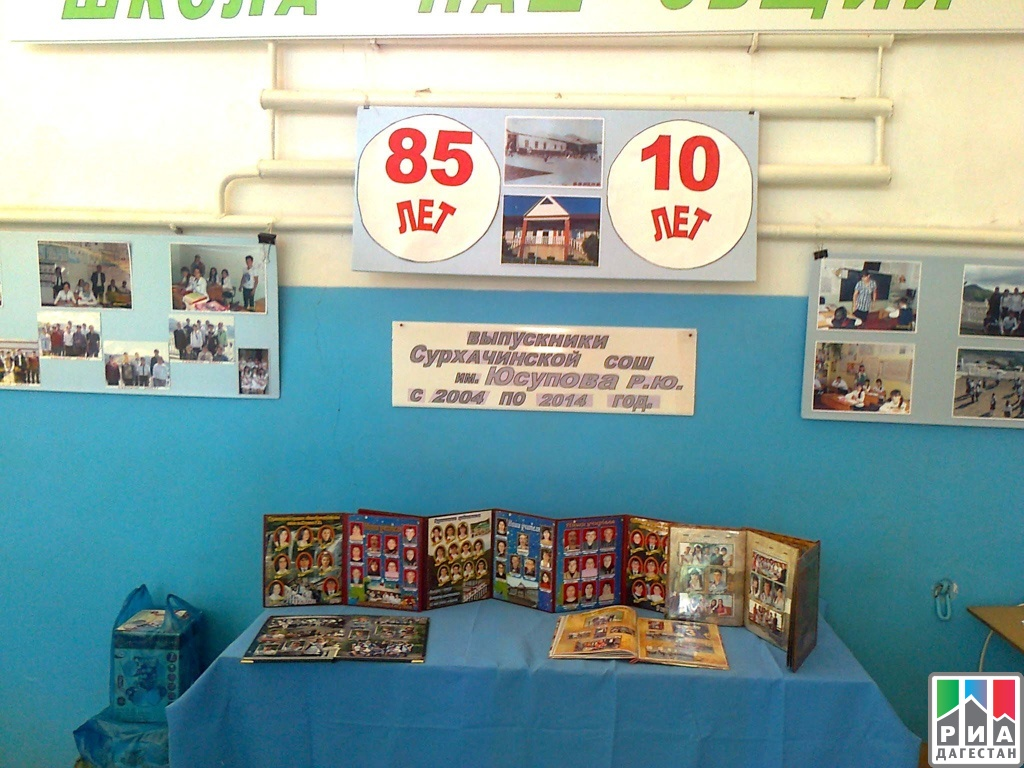 ШКОЛА НАШ ОБЩИЙ
85
ЛЕТ
10
ЛЕТ
ВЫПУСКНИКИ
СУРХАЧИНСКОЙ СОШ
ИМ. ЮСУПОВА Р.Ю.
С 2004 ПО 2014 ГОД.
РИА
ДАГЕСТАН